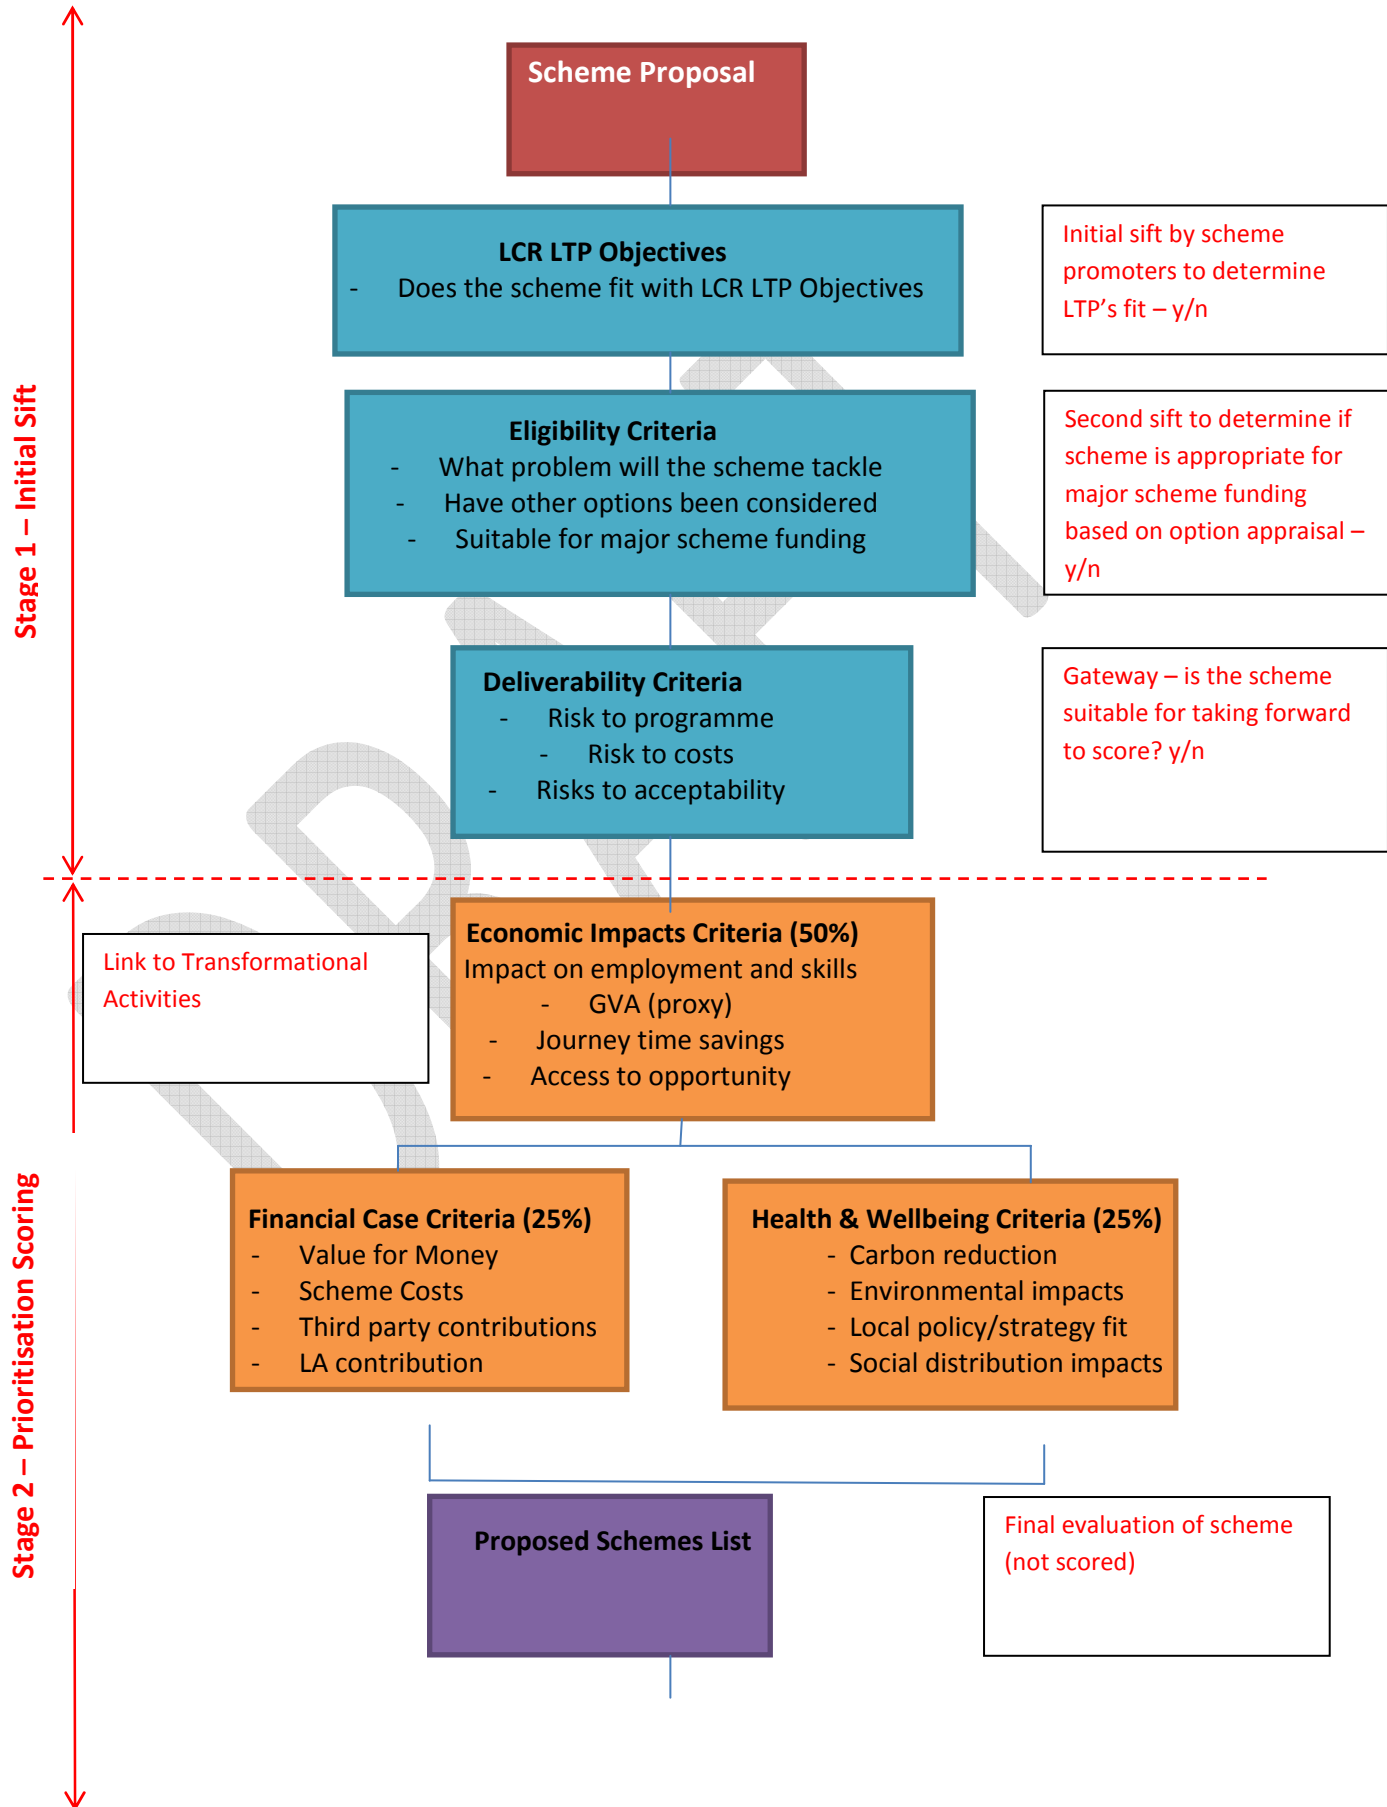 Scheme Proposal
LCR LTP Objectives
- Does the scheme fit with LCR LTP Objectives
Initial sift by scheme
promoters to determine
LTP’s fit – y/n
Stage 1 – Initial Sift
Eligibility Criteria
- What problem will the scheme tackle
- Have other options been considered
- Suitable for major scheme funding
Second sift to determine if
scheme is appropriate for
major scheme funding
based on option appraisal –
y/n
Deliverability Criteria
- Risk to programme
- Risk to costs
- Risks to acceptability
Gateway – is the scheme
suitable for taking forward
to score? y/n
Link to Transformational
Activities
Economic Impacts Criteria (50%)
Impact on employment and skills
- GVA (proxy)
- Journey time savings
- Access to opportunity
Stage 2 – Prioritisation Scoring
Financial Case Criteria (25%)
- Value for Money
- Scheme Costs
- Third party contributions
- LA contribution
Health & Wellbeing Criteria (25%)
- Carbon reduction
- Environmental impacts
- Local policy/strategy fit
- Social distribution impacts
Proposed Schemes List
Final evaluation of scheme
(not scored)
DRAFT